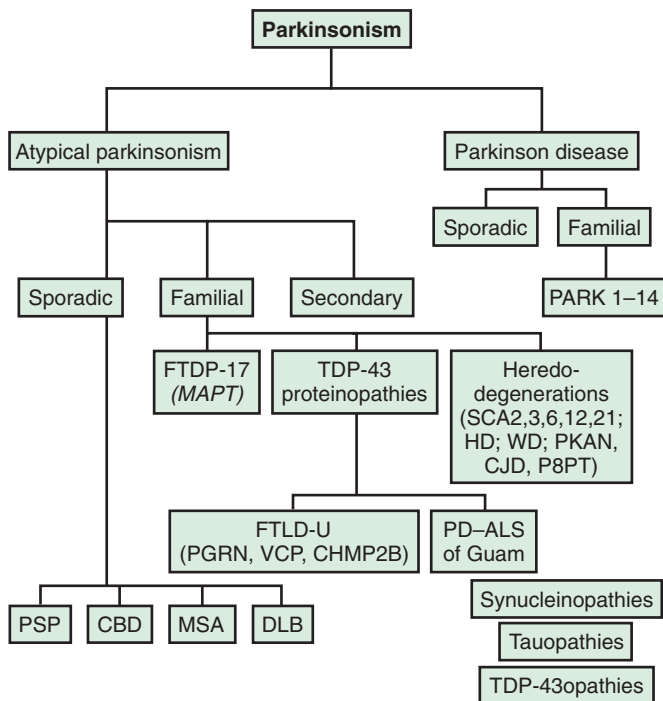 Parkinsonism
Atypical parkinsonism
Parkinson disease
Sporadic
Familial
Sporadic
Familial
Secondary
PARK 1–14
FTDP-17
(MAPT)
TDP-43
proteinopathies
Heredo-
degenerations
(SCA2,3,6,12,21;
HD; WD; PKAN,
CJD, P8PT)
FTLD-U
(PGRN, VCP, CHMP2B)
PD–ALS
of Guam
PSP
CBD
MSA
DLB
Synucleinopathies
Tauopathies
TDP-43opathies